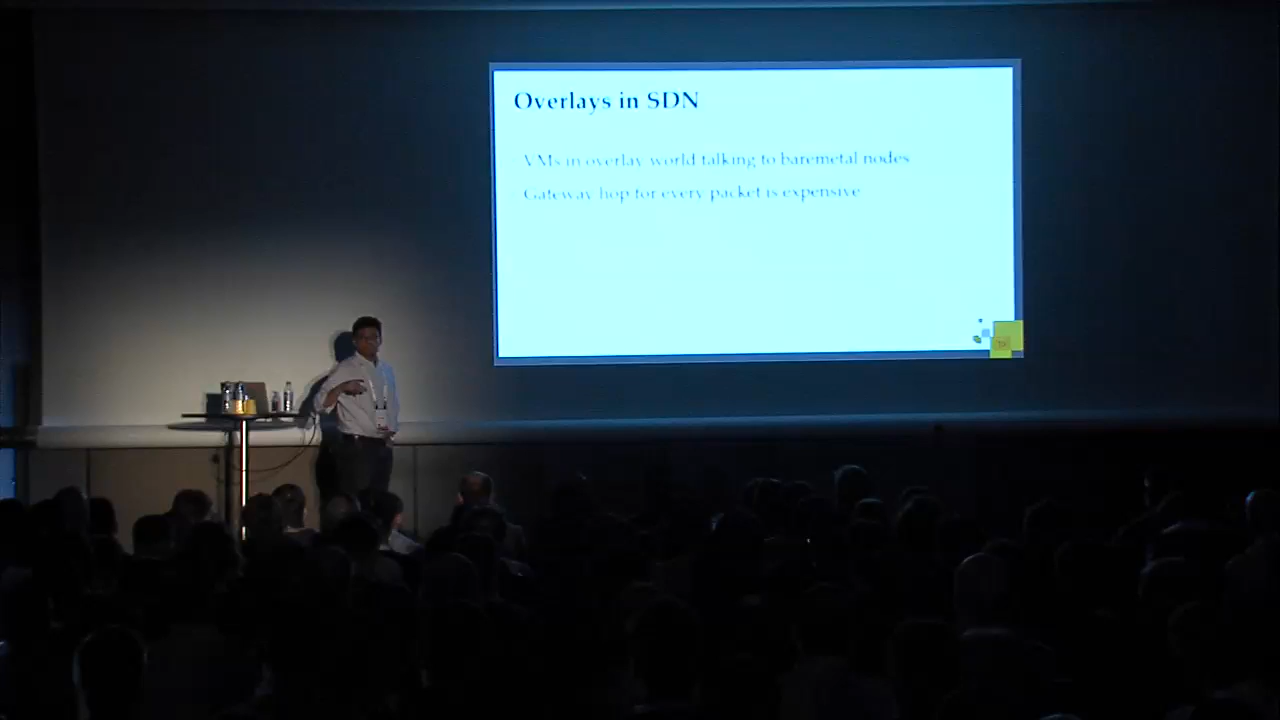 Overlays in SDN
VMs in overlay world talking to baremetal nodes
Gateway hop for every packet is expensive